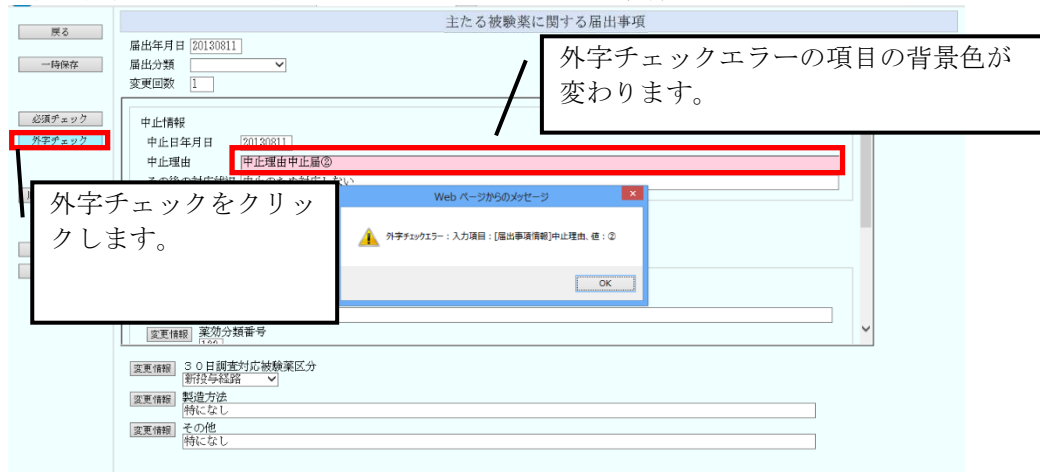 主たる被験薬に関する届出事項
戻る
一時保存
必須チェック
外字チェック
届出年月日 20130811
届出分類
変更回数 1
外字チェックエラーの項目の背景色が
変わります。
中止情報
中止日年月日 20130811
中止理由 中止理由中止届②
外字チェックをクリッ
クします。
Web ページからのメッセージ
外字チェックエラー：入力項目：[届出事項情報]中止理由、値：②
OK
変更情報 薬効分類番号
変更情報 ３０日調査対応被験薬区分
新投与経路
変更情報 製造方法
特になし
変更情報 その他
特になし